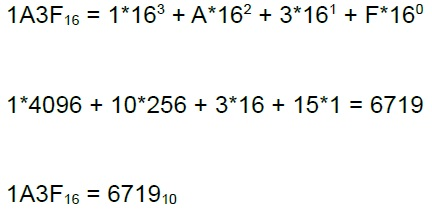 1A3F₁₆ = 1*16³ + A*16² + 3*16¹ + F*16⁰
1*4096 + 10*256 + 3*16 + 15*1 = 6719
1A3F₁₆ = 6719₁₀